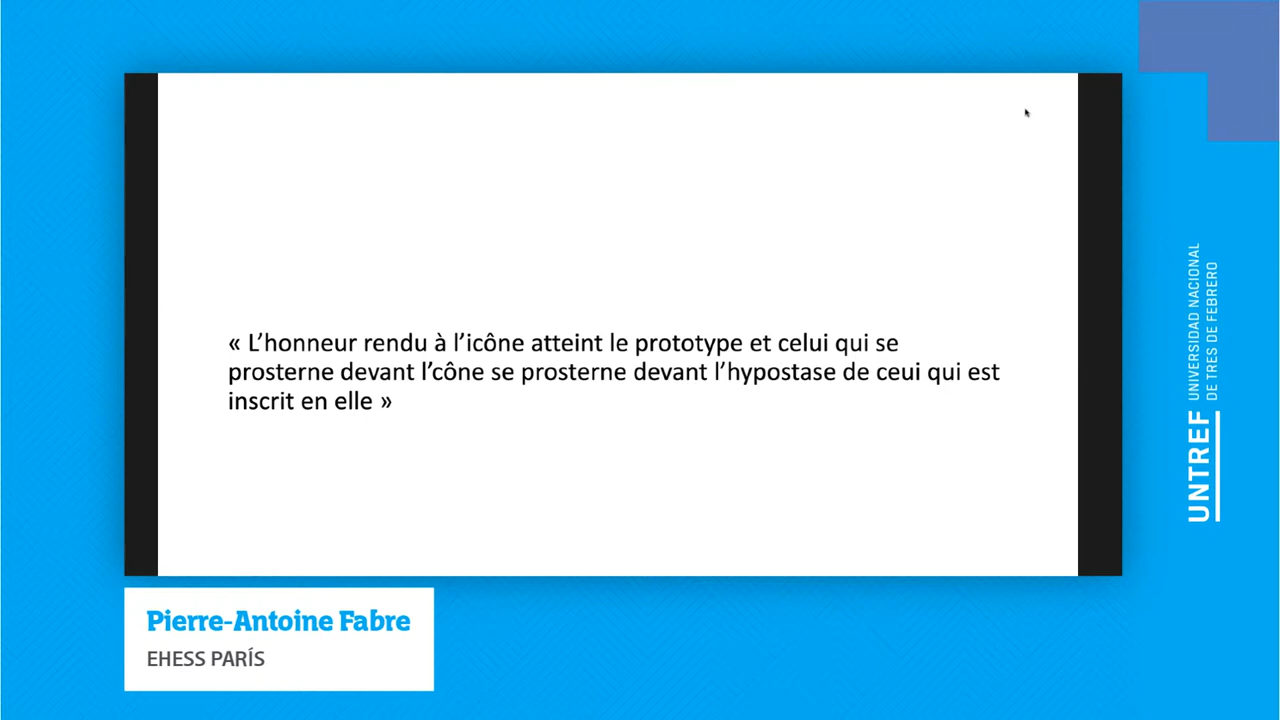 « L’honneur rendu à l’icône atteint le prototype et celui qui se
prosterne devant l’cône se prosterne devant l’hypostase de ceui qui est
inscrit en elle »
Pierre-Antoine Fabre
EHESS PARÍS
UNTREF
UNIVERSIDAD NACIONAL
DE TRES DE FEBRERO